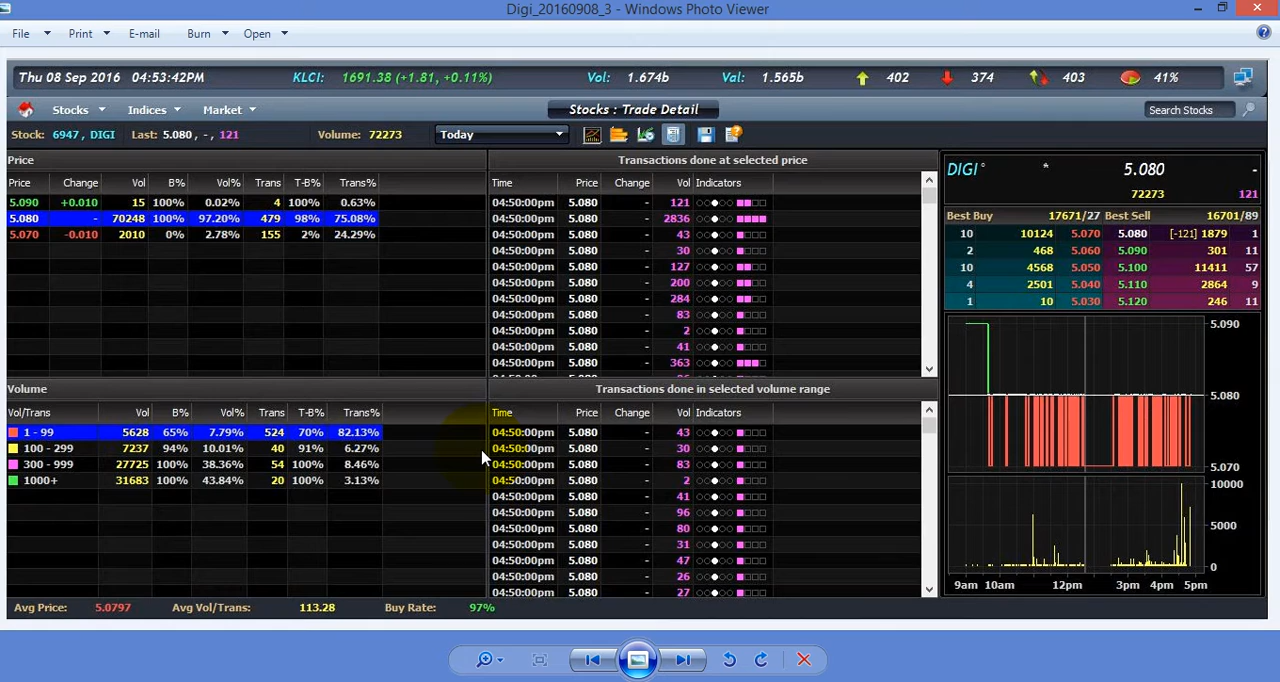 Digi_20160908_3 - Windows Photo Viewer
File Print E-mail Burn Open
Thu 08 Sep 2016 04:53:42PM KLCI: 1691.38 (+1.81, +0.11%) Vol: 1.674b Val: 1.565b 402 374 403 41%
Stocks Indices Market Stocks : Trade Detail Search Stocks
Stock: 6947, DIGI Last: 5.080, -, 121 Volume: 72273 Today
Price
Price Change Vol B% Vol% Trans T-B% Trans%
5.090 +0.010 15 100% 0.02% 4 100% 0.63%
5.080 - 70248 100% 97.20% 479 98% 75.08%
5.070 -0.010 2010 0% 2.78% 155 2% 24.29%
Transactions done at selected price
Time Price Change Vol Indicators
04:50:00pm 5.080 - 121
04:50:00pm 5.080 - 2836
04:50:00pm 5.080 - 43
04:50:00pm 5.080 - 30
04:50:00pm 5.080 - 127
04:50:00pm 5.080 - 200
04:50:00pm 5.080 - 284
04:50:00pm 5.080 - 83
04:50:00pm 5.080 - 2
04:50:00pm 5.080 - 41
04:50:00pm 5.080 - 363
Volume
Vol/Trans Vol B% Vol% Trans T-B% Trans%
1 - 99 5628 65% 7.79% 524 70% 82.13%
100 - 299 7237 94% 10.01% 40 91% 6.27%
300 - 999 27725 100% 38.36% 54 100% 8.46%
1000+ 31683 100% 43.84% 20 100% 3.13%
Transactions done in selected volume range
Time Price Change Vol Indicators
04:50:00pm 5.080 - 43
04:50:00pm 5.080 - 30
04:50:00pm 5.080 - 83
04:50:00pm 5.080 - 2
04:50:00pm 5.080 - 41
04:50:00pm 5.080 - 96
04:50:00pm 5.080 - 80
04:50:00pm 5.080 - 31
04:50:00pm 5.080 - 47
04:50:00pm 5.080 - 26
04:50:00pm 5.080 - 27
Avg Price: 5.0797 Avg Vol/Trans: 113.28 Buy Rate: 97%
DIGI * 5.080 -
72273 121
Best Buy 17671/27 Best Sell 16701/89
10 10124 5.070 5.080 [-121] 1879 1
2 468 5.060 5.090 301 11
10 4568 5.050 5.100 11411 57
4 2501 5.040 5.110 2864 9
1 10 5.030 5.120 246 11
5.090
5.080
5.070
10000
5000
0
9am 10am 12pm 3pm 4pm 5pm